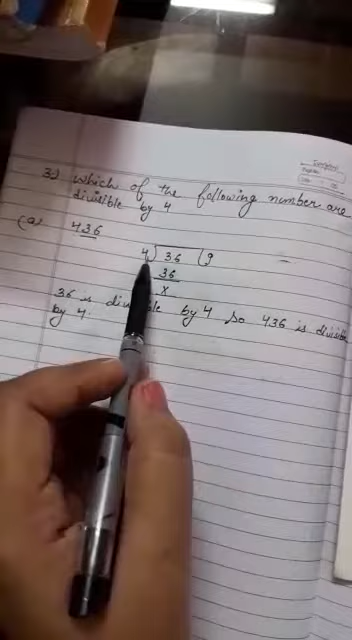 3) Which of the following number are
divisible by 4
(a) 436
4) 36 (9
36
x
36 is divisible by 4 so 436 is divisible
by 4.